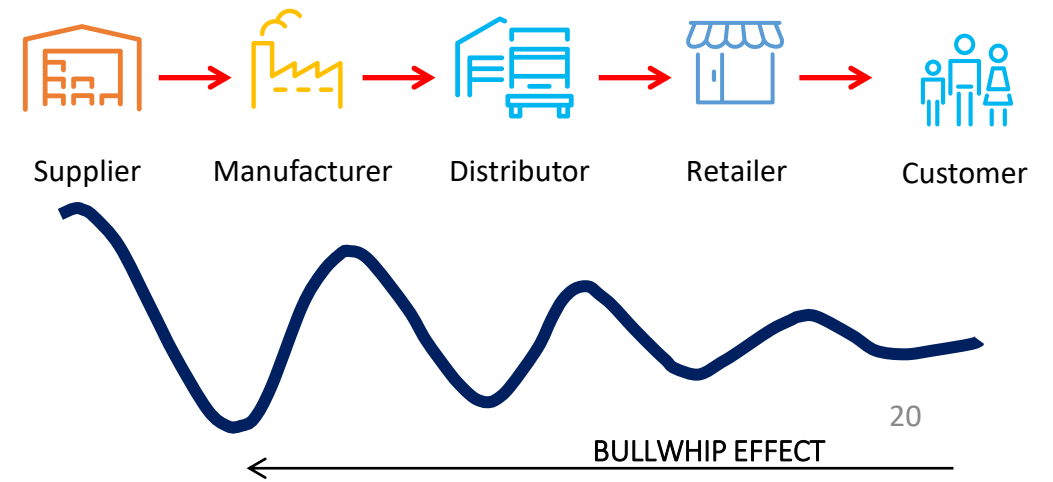 Supplier
Manufacturer
Distributor
Retailer
Customer
20
BULLWHIP EFFECT